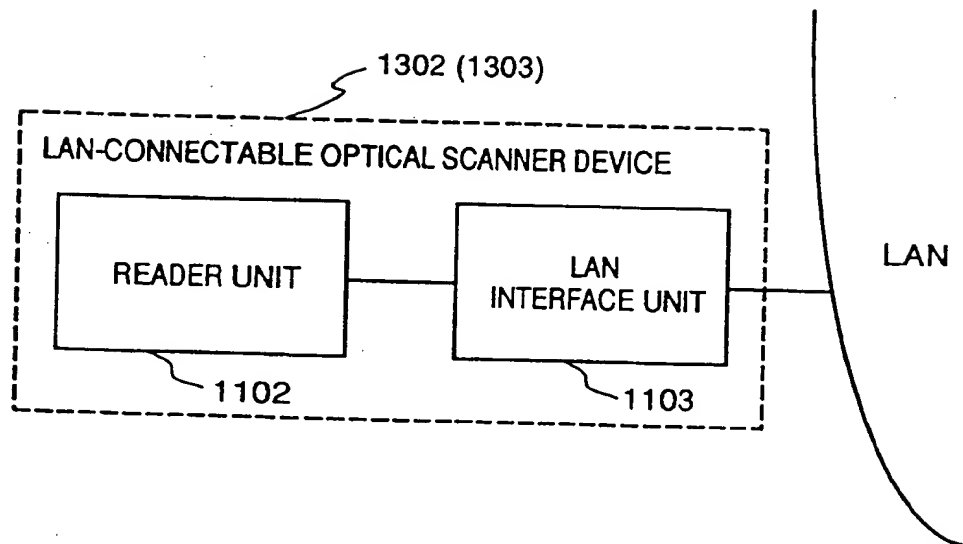 1302 (1303)
LAN-CONNECTABLE OPTICAL SCANNER DEVICE
READER UNIT
LAN
INTERFACE UNIT
LAN
1102
1103